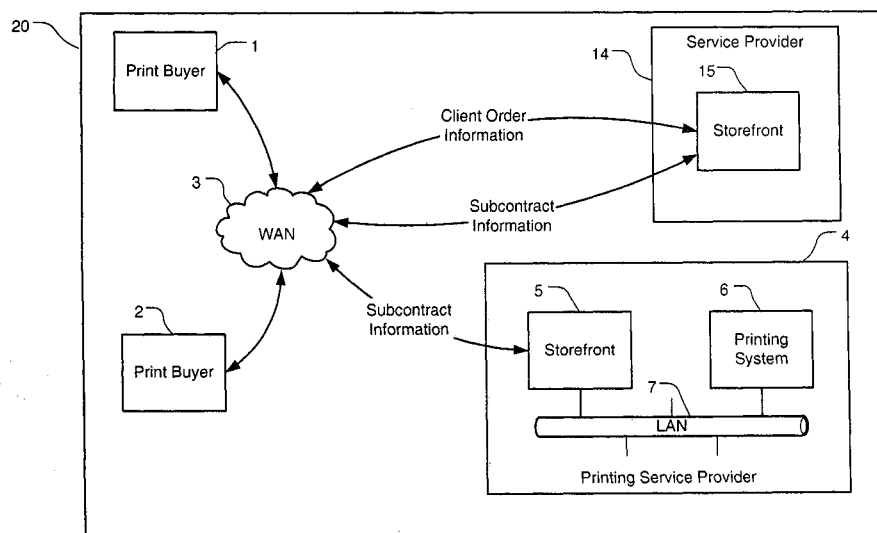 20
Print Buyer
1
Service Provider
14
15
Storefront
Client Order
Information
3
WAN
Subcontract
Information
4
2
Print Buyer
Subcontract
Information
5
Storefront
6
Printing
System
7
LAN
Printing Service Provider